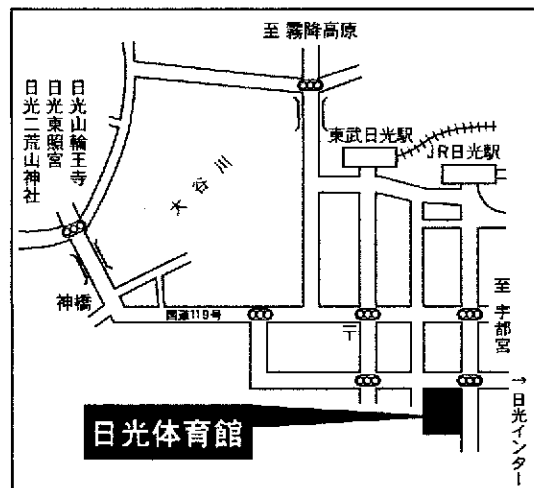 至 霧降高原
日光山輪王寺
日光東照宮
日光二荒山神社
東武日光駅
JR日光駅
大谷川
神橋
国道119号
〒
至 宇都宮
→日光インター
日光体育館